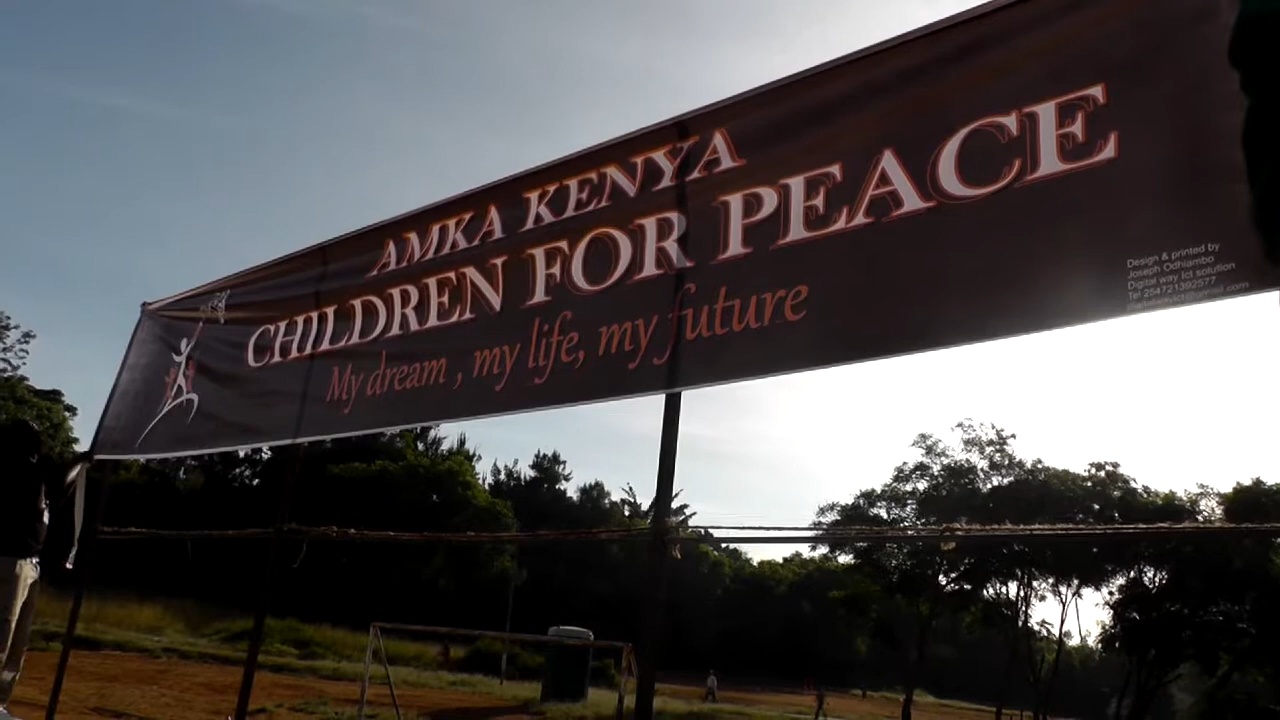 AMKA KENYA
CHILDREN FOR PEACE
My dream , my life, my future
Design & printed by
Joseph Odhiambo
Digital way Ict solution
Tel 254721392577